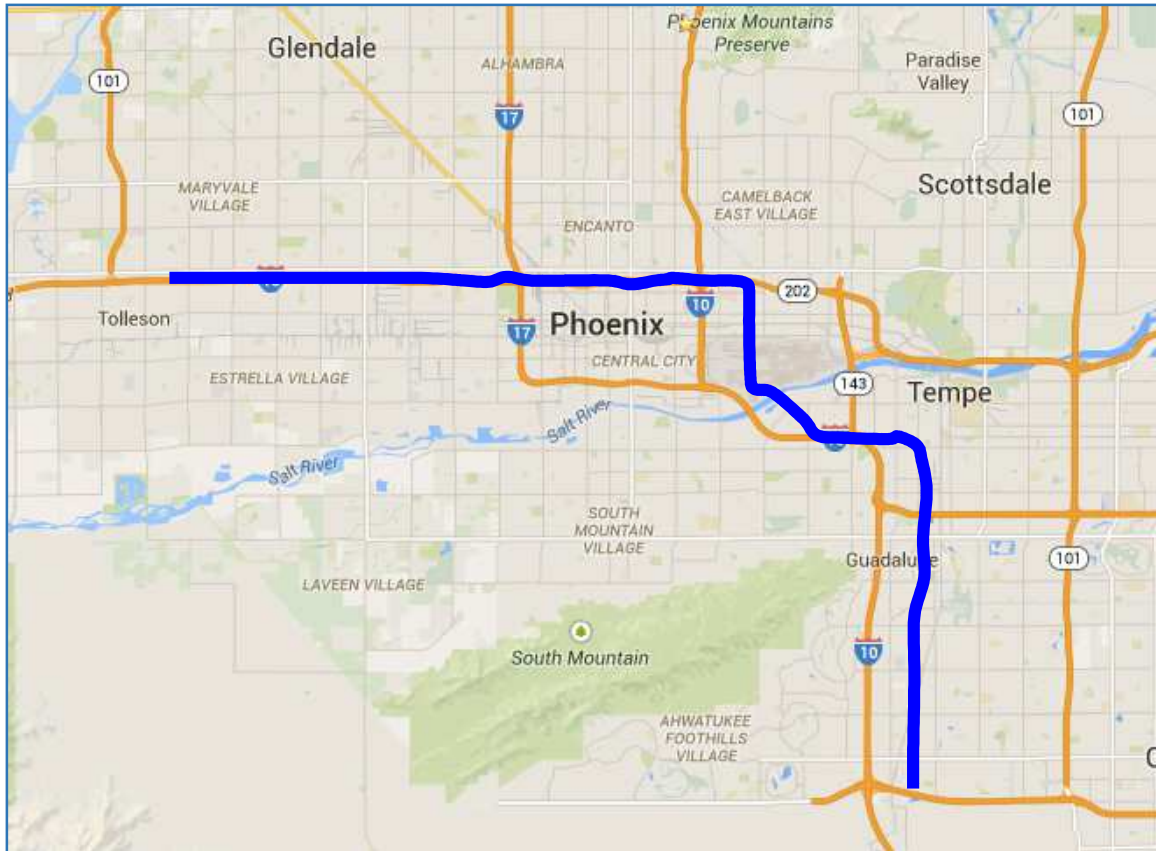 Phoenix Mountains
Preserve
Glendale
ALHAMBRA
Paradise
Valley
101
17
101
MARYVALE
VILLAGE
CAMELBACK
EAST VILLAGE
Scottsdale
ENCANTO
202
10
Tolleson
17
Phoenix
CENTRAL CITY
ESTRELLA VILLAGE
143
Tempe
Salt River
Salt River
SOUTH
MOUNTAIN
VILLAGE
Guadalupe
101
LAVEEN VILLAGE
South Mountain
10
AHWATUKEE
FOOTHILLS
VILLAGE